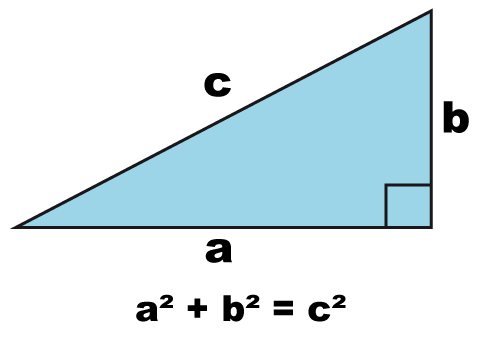 c
b
a
a² + b² = c²